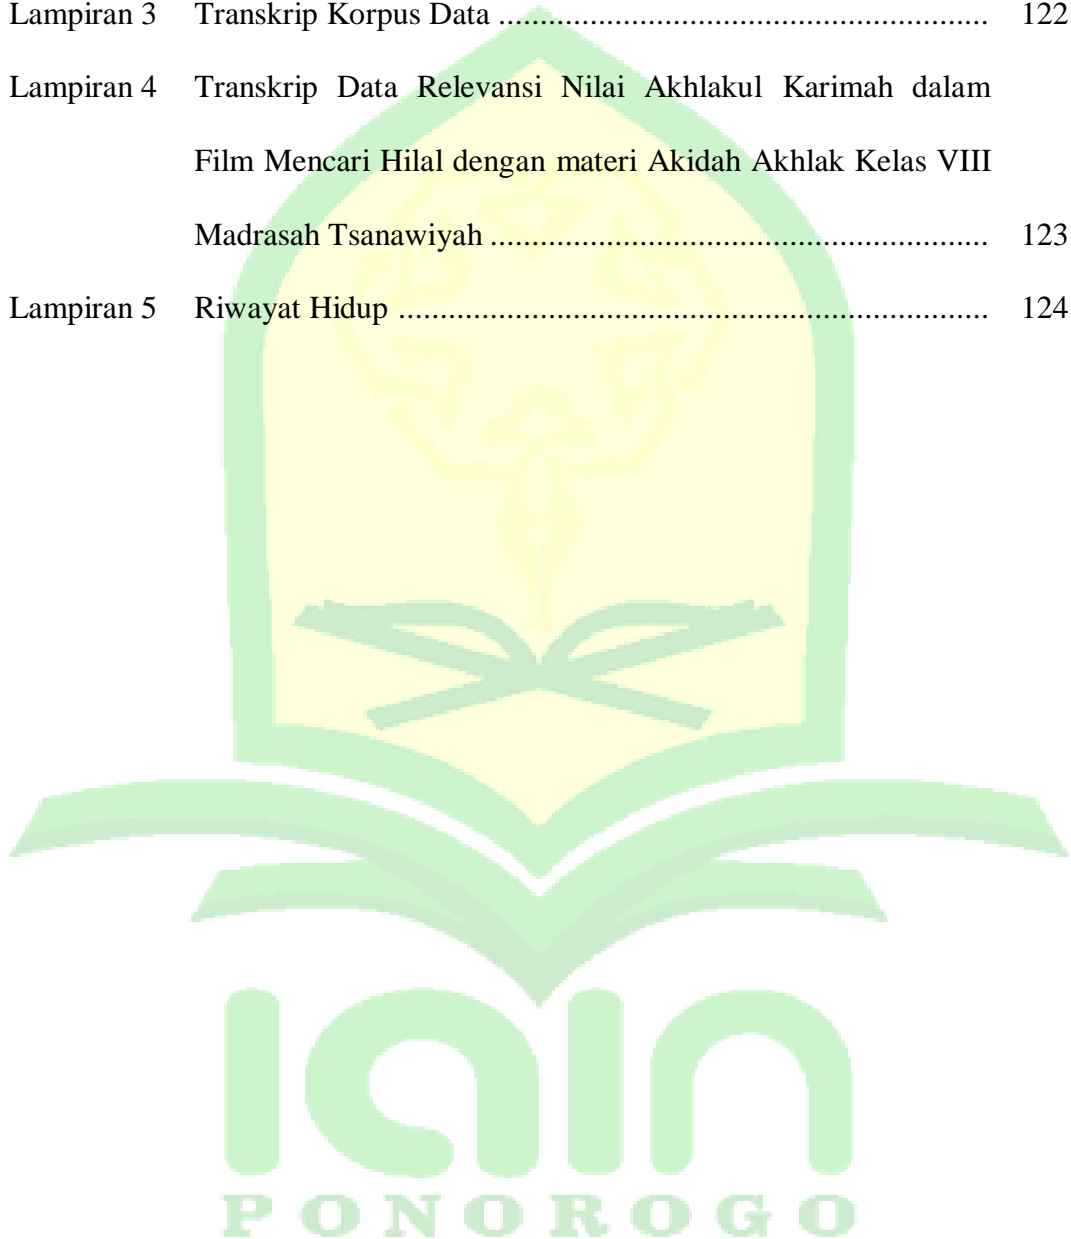 Lampiran 3 Transkrip Korpus Data ........................................................... 122
Lampiran 4 Transkrip Data Relevansi Nilai Akhlakul Karimah dalam
Film Mencari Hilal dengan materi Akidah Akhlak Kelas VIII
Madrasah Tsanawiyah ............................................................ 123
Lampiran 5 Riwayat Hidup ....................................................................... 124
iain
PONOROGO